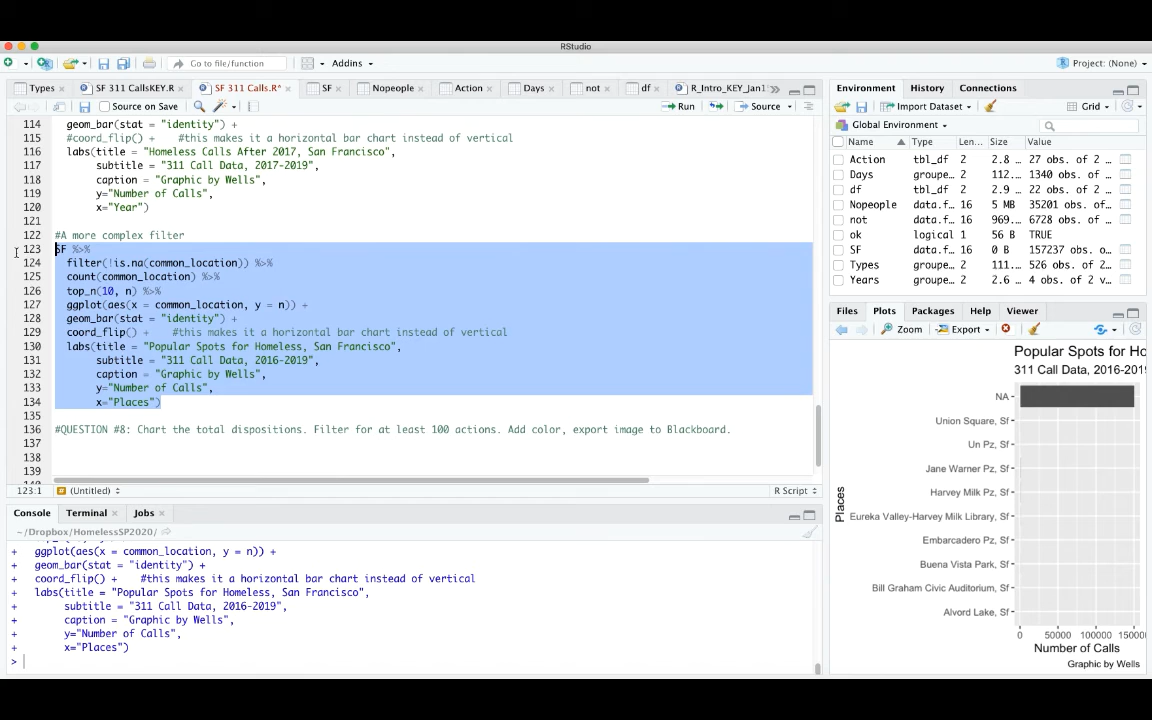 RStudio
Go to file/function
Addins
Project: (None)
Types
SF 311 CallsKEY.R
SF 311 Calls.R*
SF
Nopeople
Action
Days
not
df
R_Intro_KEY_Jan1
Source on Save
Run
Source
114 geom_bar(stat = "identity") +
115 #coord_flip() + #this makes it a horizontal bar chart instead of vertical
116 labs(title = "Homeless Calls After 2017, San Francisco",
117 subtitle = "311 Call Data, 2017-2019",
118 caption = "Graphic by Wells",
119 y="Number of Calls",
120 x="Year")
121
122 #A more complex filter
123 SF %>%
124 filter(!is.na(common_location)) %>%
125 count(common_location) %>%
126 top_n(10, n) %>%
127 ggplot(aes(x = common_location, y = n)) +
128 geom_bar(stat = "identity") +
129 coord_flip() + #this makes it a horizontal bar chart instead of vertical
130 labs(title = "Popular Spots for Homeless, San Francisco",
131 subtitle = "311 Call Data, 2016-2019",
132 caption = "Graphic by Wells",
133 y="Number of Calls",
134 x="Places")
135
136 #QUESTION #8: Chart the total dispositions. Filter for at least 100 actions. Add color, export image to Blackboard.
137
138
139
123:1 (Untitled) R Script
Console Terminal Jobs
~/Dropbox/HomelessSP2020/
+ ggplot(aes(x = common_location, y = n)) +
+ geom_bar(stat = "identity") +
+ coord_flip() + #this makes it a horizontal bar chart instead of vertical
+ labs(title = "Popular Spots for Homeless, San Francisco",
+ subtitle = "311 Call Data, 2016-2019",
+ caption = "Graphic by Wells",
+ y="Number of Calls",
+ x="Places")
>
Environment History Connections
Import Dataset Grid
Global Environment
Name Type Len... Size Value
Action tbl_df 2 2.8 ... 27 obs. of 2 ...
Days groupe... 2 112... 1340 obs. of ...
df tbl_df 2 2.9 ... 22 obs. of 2 ...
Nopeople data.f... 16 5 MB 35201 obs. of...
not data.f... 16 969... 6728 obs. of ...
ok logical 1 56 B TRUE
SF data.f... 16 0 B 157237 obs. o...
Types groupe... 2 111... 526 obs. of 2...
Years groupe... 2 2.6 ... 4 obs. of 2 v...
Files Plots Packages Help Viewer
Zoom Export
Popular Spots for Ho
311 Call Data, 2016-2019
NA
Union Square, Sf
Un Pz, Sf
Jane Warner Pz, Sf
Harvey Milk Pz, Sf
Eureka Valley-Harvey Milk Library, Sf
Embarcadero Pz, Sf
Buena Vista Park, Sf
Bill Graham Civic Auditorium, Sf
Alvord Lake, Sf
Places
0 50000 100000 150000
Number of Calls
Graphic by Wells